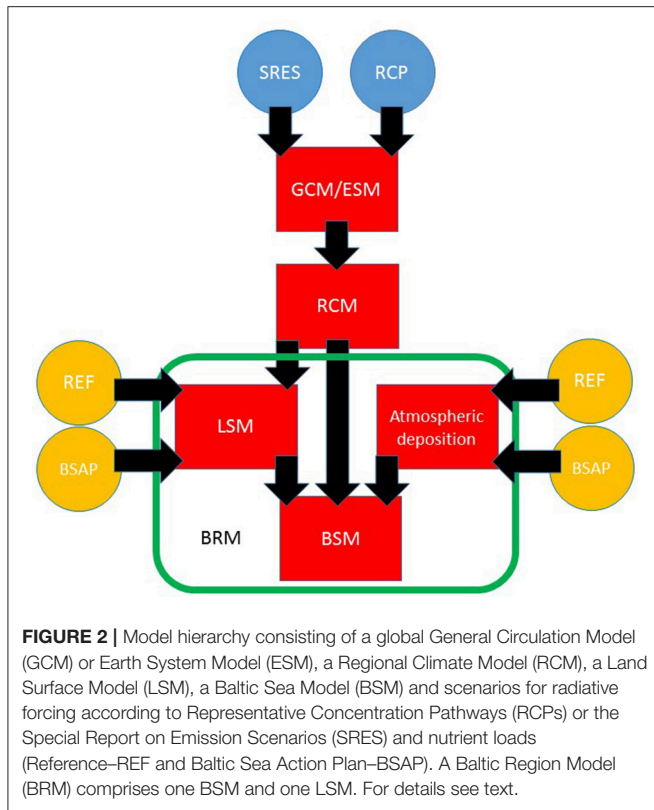 SRES
RCP
GCM/ESM
RCM
REF
REF
LSM
Atmospheric
deposition
BSAP
BSAP
BRM
BSM
FIGURE 2 | Model hierarchy consisting of a global General Circulation Model
(GCM) or Earth System Model (ESM), a Regional Climate Model (RCM), a Land
Surface Model (LSM), a Baltic Sea Model (BSM) and scenarios for radiative
forcing according to Representative Concentration Pathways (RCPs) or the
Special Report on Emission Scenarios (SRES) and nutrient loads
(Reference–REF and Baltic Sea Action Plan–BSAP). A Baltic Region Model
(BRM) comprises one BSM and one LSM. For details see text.